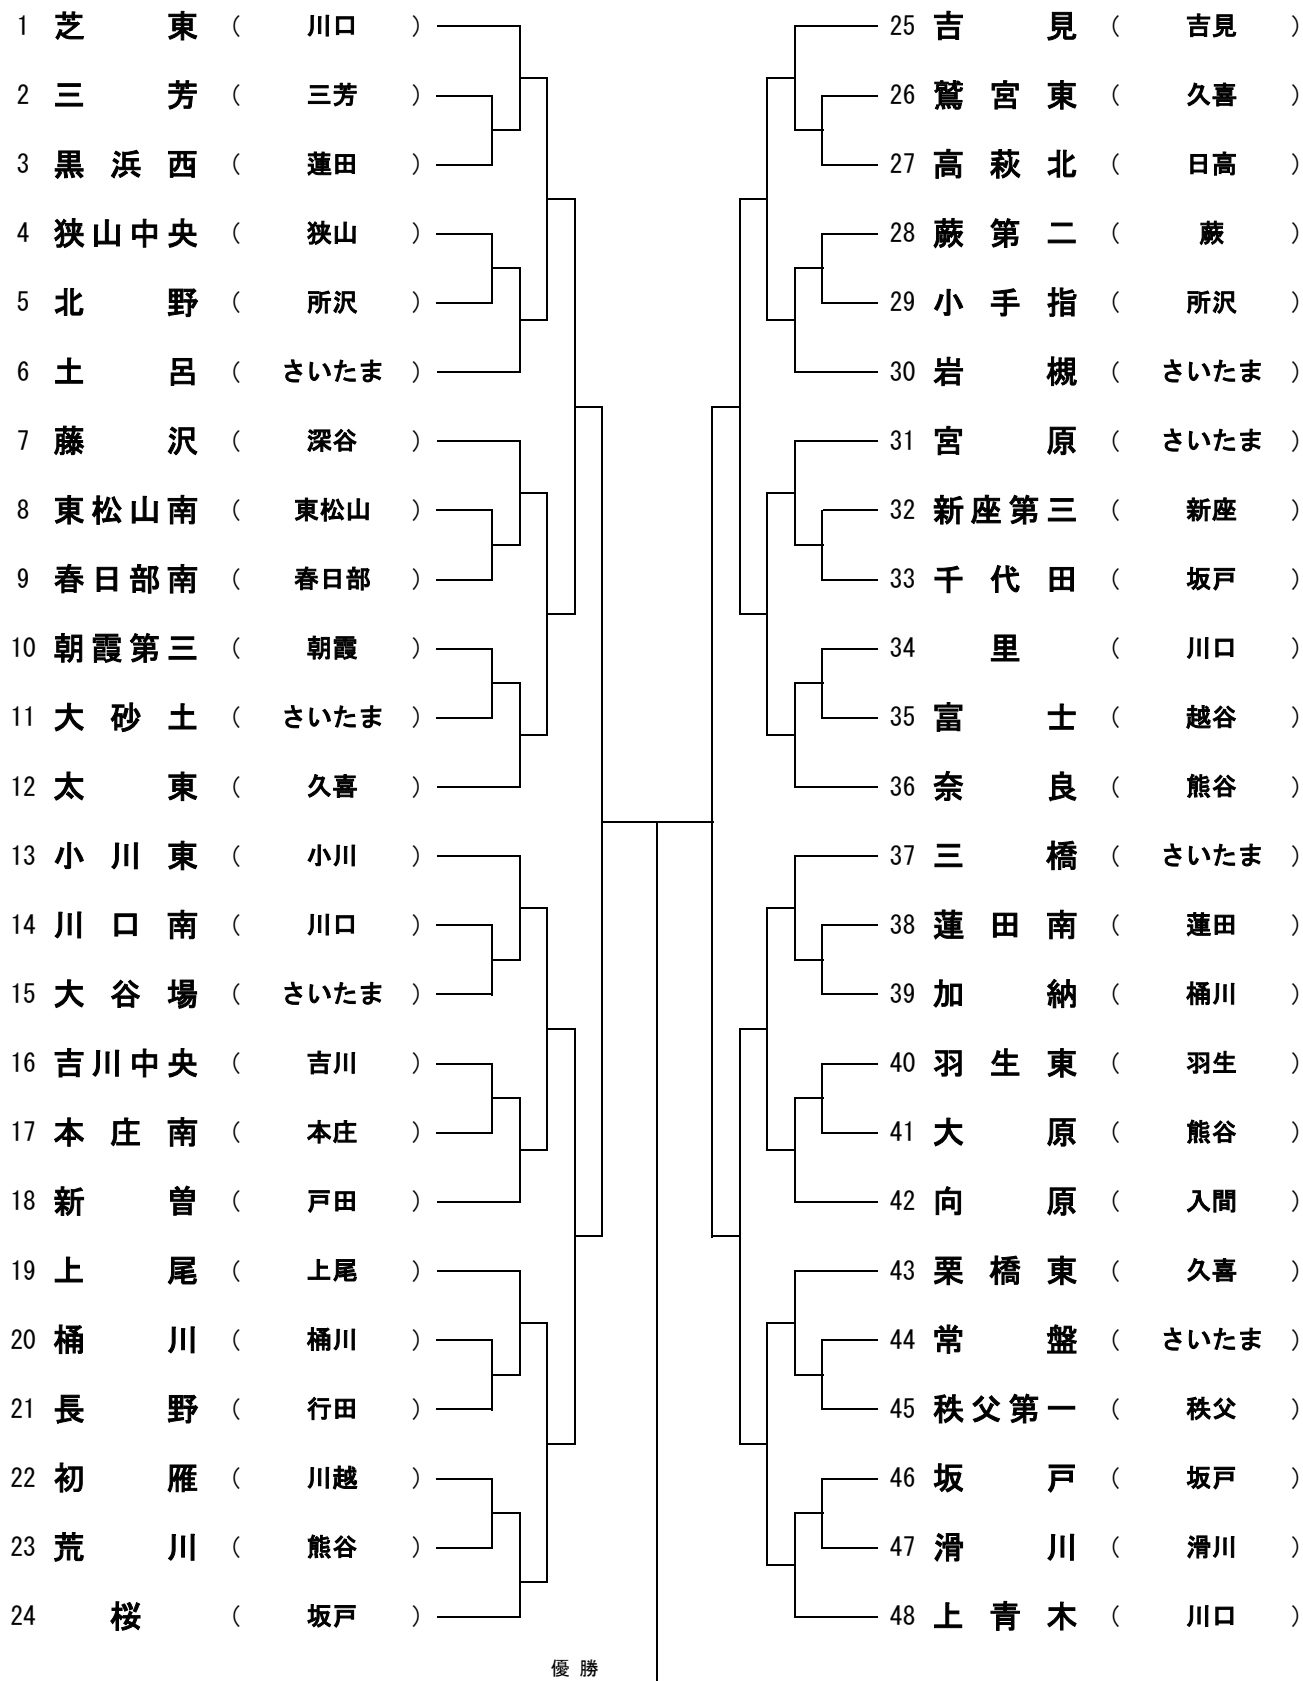 1 芝東 （ 川口 ）
2 三芳 （ 三芳 ）
3 黒浜西 （ 蓮田 ）
4 狭山中央 （ 狭山 ）
5 北野 （ 所沢 ）
6 土呂 （ さいたま ）
7 藤沢 （ 深谷 ）
8 東松山南 （ 東松山 ）
9 春日部南 （ 春日部 ）
10 朝霞第三 （ 朝霞 ）
11 大砂土 （ さいたま ）
12 太東 （ 久喜 ）
13 小川東 （ 小川 ）
14 川口南 （ 川口 ）
15 大谷場 （ さいたま ）
16 吉川中央 （ 吉川 ）
17 本庄南 （ 本庄 ）
18 新曽 （ 戸田 ）
19 上尾 （ 上尾 ）
20 桶川 （ 桶川 ）
21 長野 （ 行田 ）
22 初雁 （ 川越 ）
23 荒川 （ 熊谷 ）
24 桜 （ 坂戸 ）
25 吉見 （ 吉見 ）
26 鷲宮東 （ 久喜 ）
27 高萩北 （ 日高 ）
28 蕨第二 （ 蕨 ）
29 小手指 （ 所沢 ）
30 岩槻 （ さいたま ）
31 宮原 （ さいたま ）
32 新座第三 （ 新座 ）
33 千代田 （ 坂戸 ）
34 里 （ 川口 ）
35 富士 （ 越谷 ）
36 奈良 （ 熊谷 ）
37 三橋 （ さいたま ）
38 蓮田南 （ 蓮田 ）
39 加納 （ 桶川 ）
40 羽生東 （ 羽生 ）
41 大原 （ 熊谷 ）
42 向原 （ 入間 ）
43 栗橋東 （ 久喜 ）
44 常盤 （ さいたま ）
45 秩父第一 （ 秩父 ）
46 坂戸 （ 坂戸 ）
47 滑川 （ 滑川 ）
48 上青木 （ 川口 ）
優勝